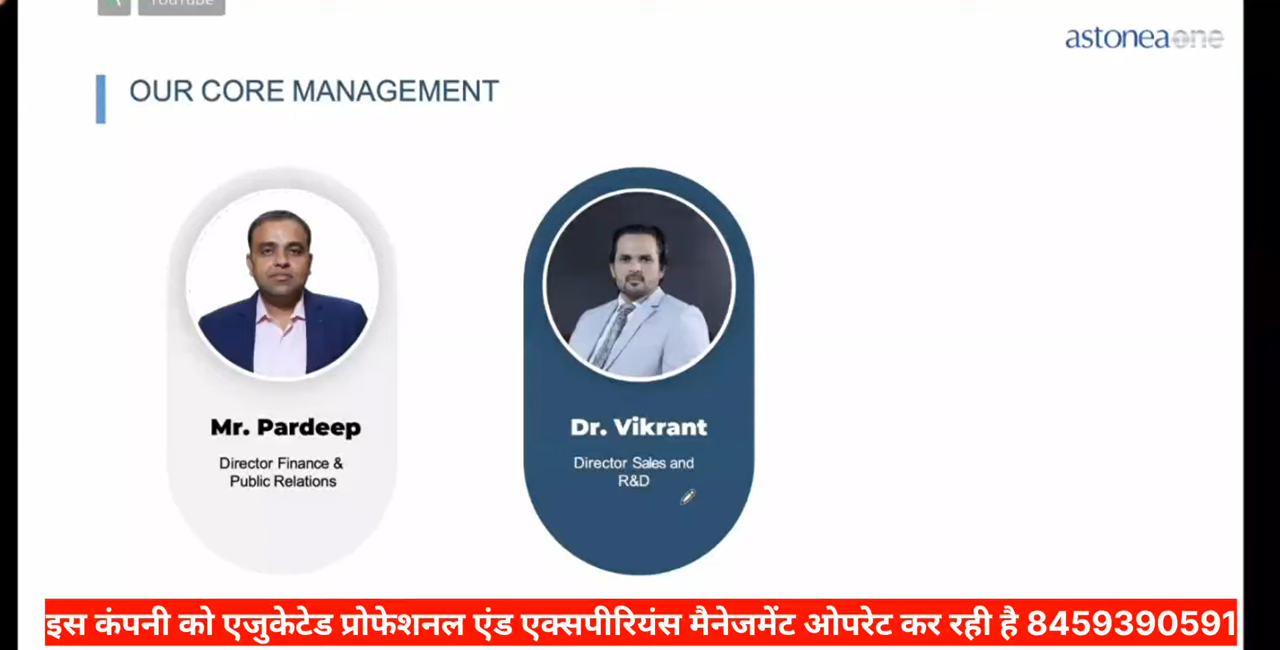 YouTube
astoneaone
OUR CORE MANAGEMENT
Mr. Pardeep
Director Finance &
Public Relations
Dr. Vikrant
Director Sales and
R&D
इस कंपनी को एजुकेटेड प्रोफेशनल एंड एक्सपीरियंस मैनेजमेंट ओपरेट कर रही है 8459390591